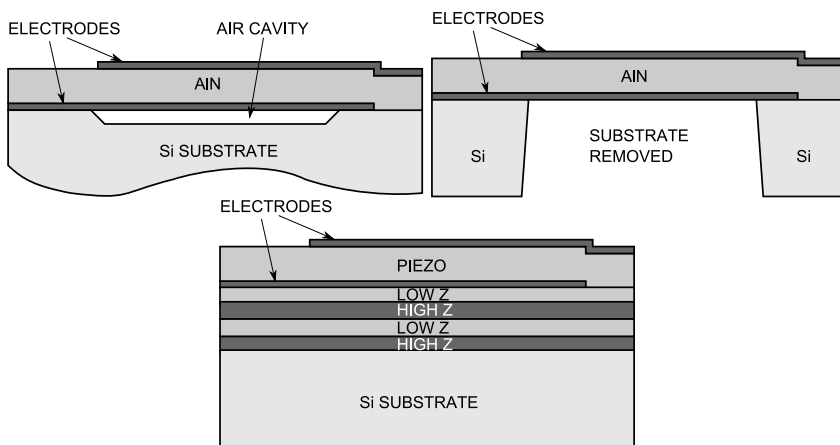 ELECTRODES
AIR CAVITY
AlN
Si SUBSTRATE
ELECTRODES
AlN
Si
SUBSTRATE
REMOVED
Si
ELECTRODES
PIEZO
LOW Z
HIGH Z
LOW Z
HIGH Z
Si SUBSTRATE